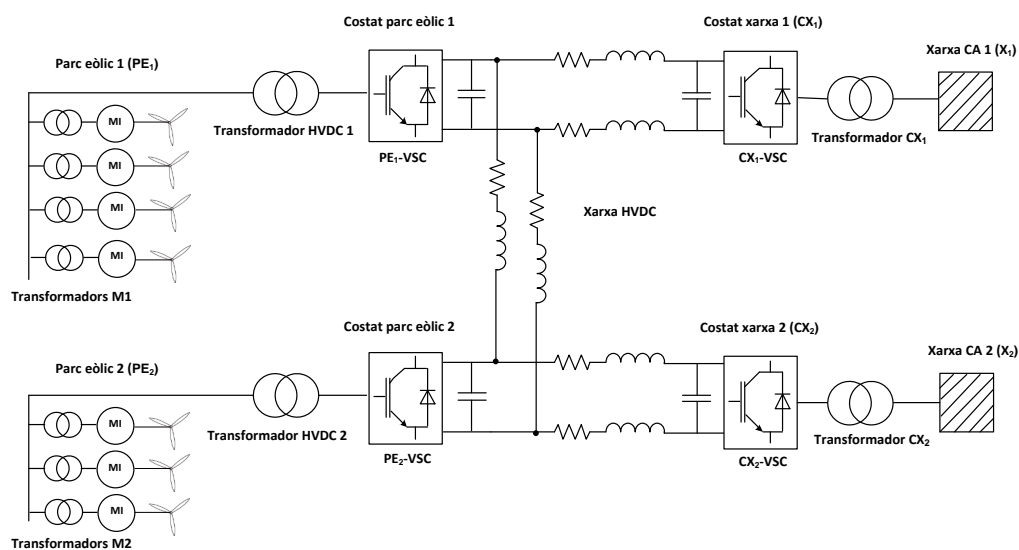 Costat parc eòlic 1
Costat xarxa 1 (CX₁)
Parc eòlic 1 (PE₁)
Xarxa CA 1 (X₁)
MI
MI
MI
MI
Transformador HVDC 1
PE₁-VSC
CX₁-VSC
Transformador CX₁
Xarxa HVDC
Transformadors M1
Costat parc eòlic 2
Costat xarxa 2 (CX₂)
Parc eòlic 2 (PE₂)
Xarxa CA 2 (X₂)
MI
MI
MI
Transformador HVDC 2
PE₂-VSC
CX₂-VSC
Transformador CX₂
Transformadors M2